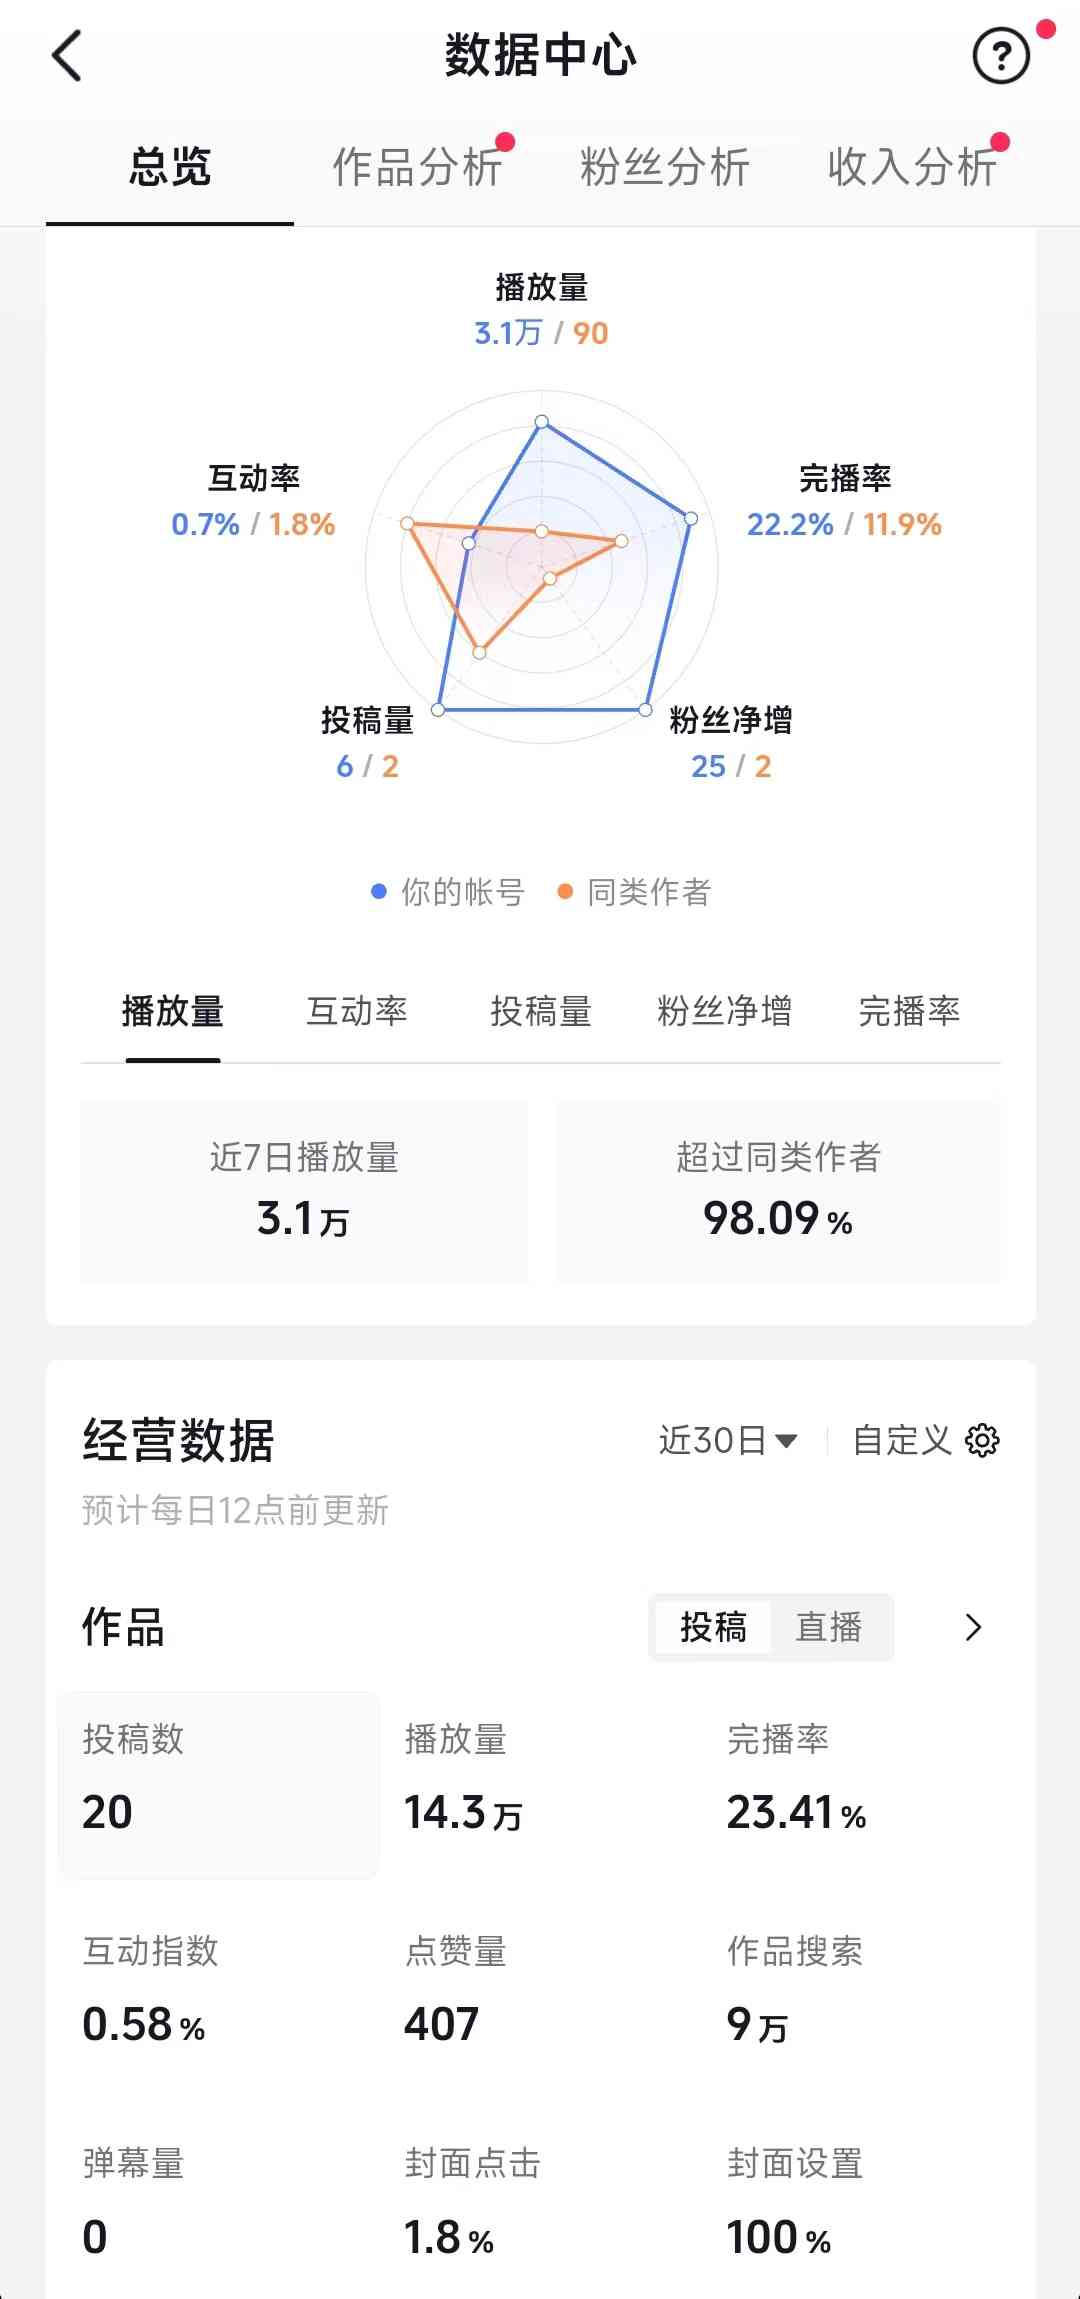 数据中心
?
总览 作品分析 粉丝分析 收入分析
播放量
3.1万 / 90
互动率 完播率
0.7% / 1.8% 22.2% / 11.9%
投稿量 粉丝净增
6 / 2 25 / 2
你的帐号 同类作者
播放量 互动率 投稿量 粉丝净增 完播率
近7日播放量 超过同类作者
3.1万 98.09%
经营数据 近30日 自定义
预计每日12点前更新
作品 投稿 直播
投稿数 播放量 完播率
20 14.3万 23.41%
互动指数 点赞量 作品搜索
0.58% 407 9万
弹幕量 封面点击 封面设置
0 1.8% 100%